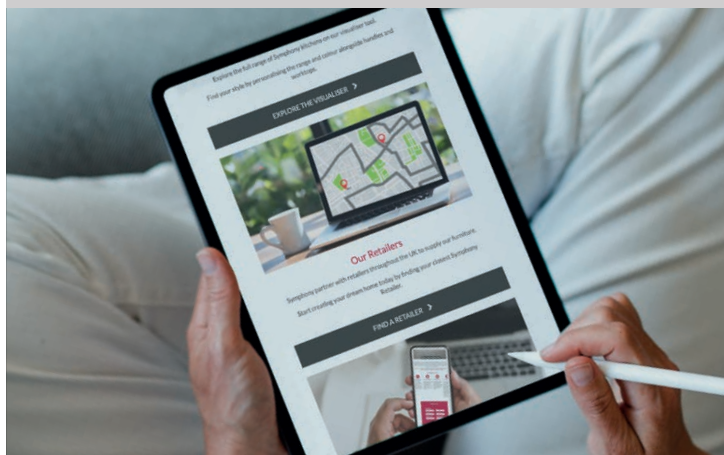 Explore the full range of Symphony kitchens on our visualiser tool.
Find your style by personalising the range and colour alongside handles and
worktops.
EXPLORE THE VISUALISER
Our Retailers
Symphony partner with retailers throughout the UK to supply our furniture.
Start creating your dream home today by finding your closest Symphony
Retailer.
FIND A RETAILER